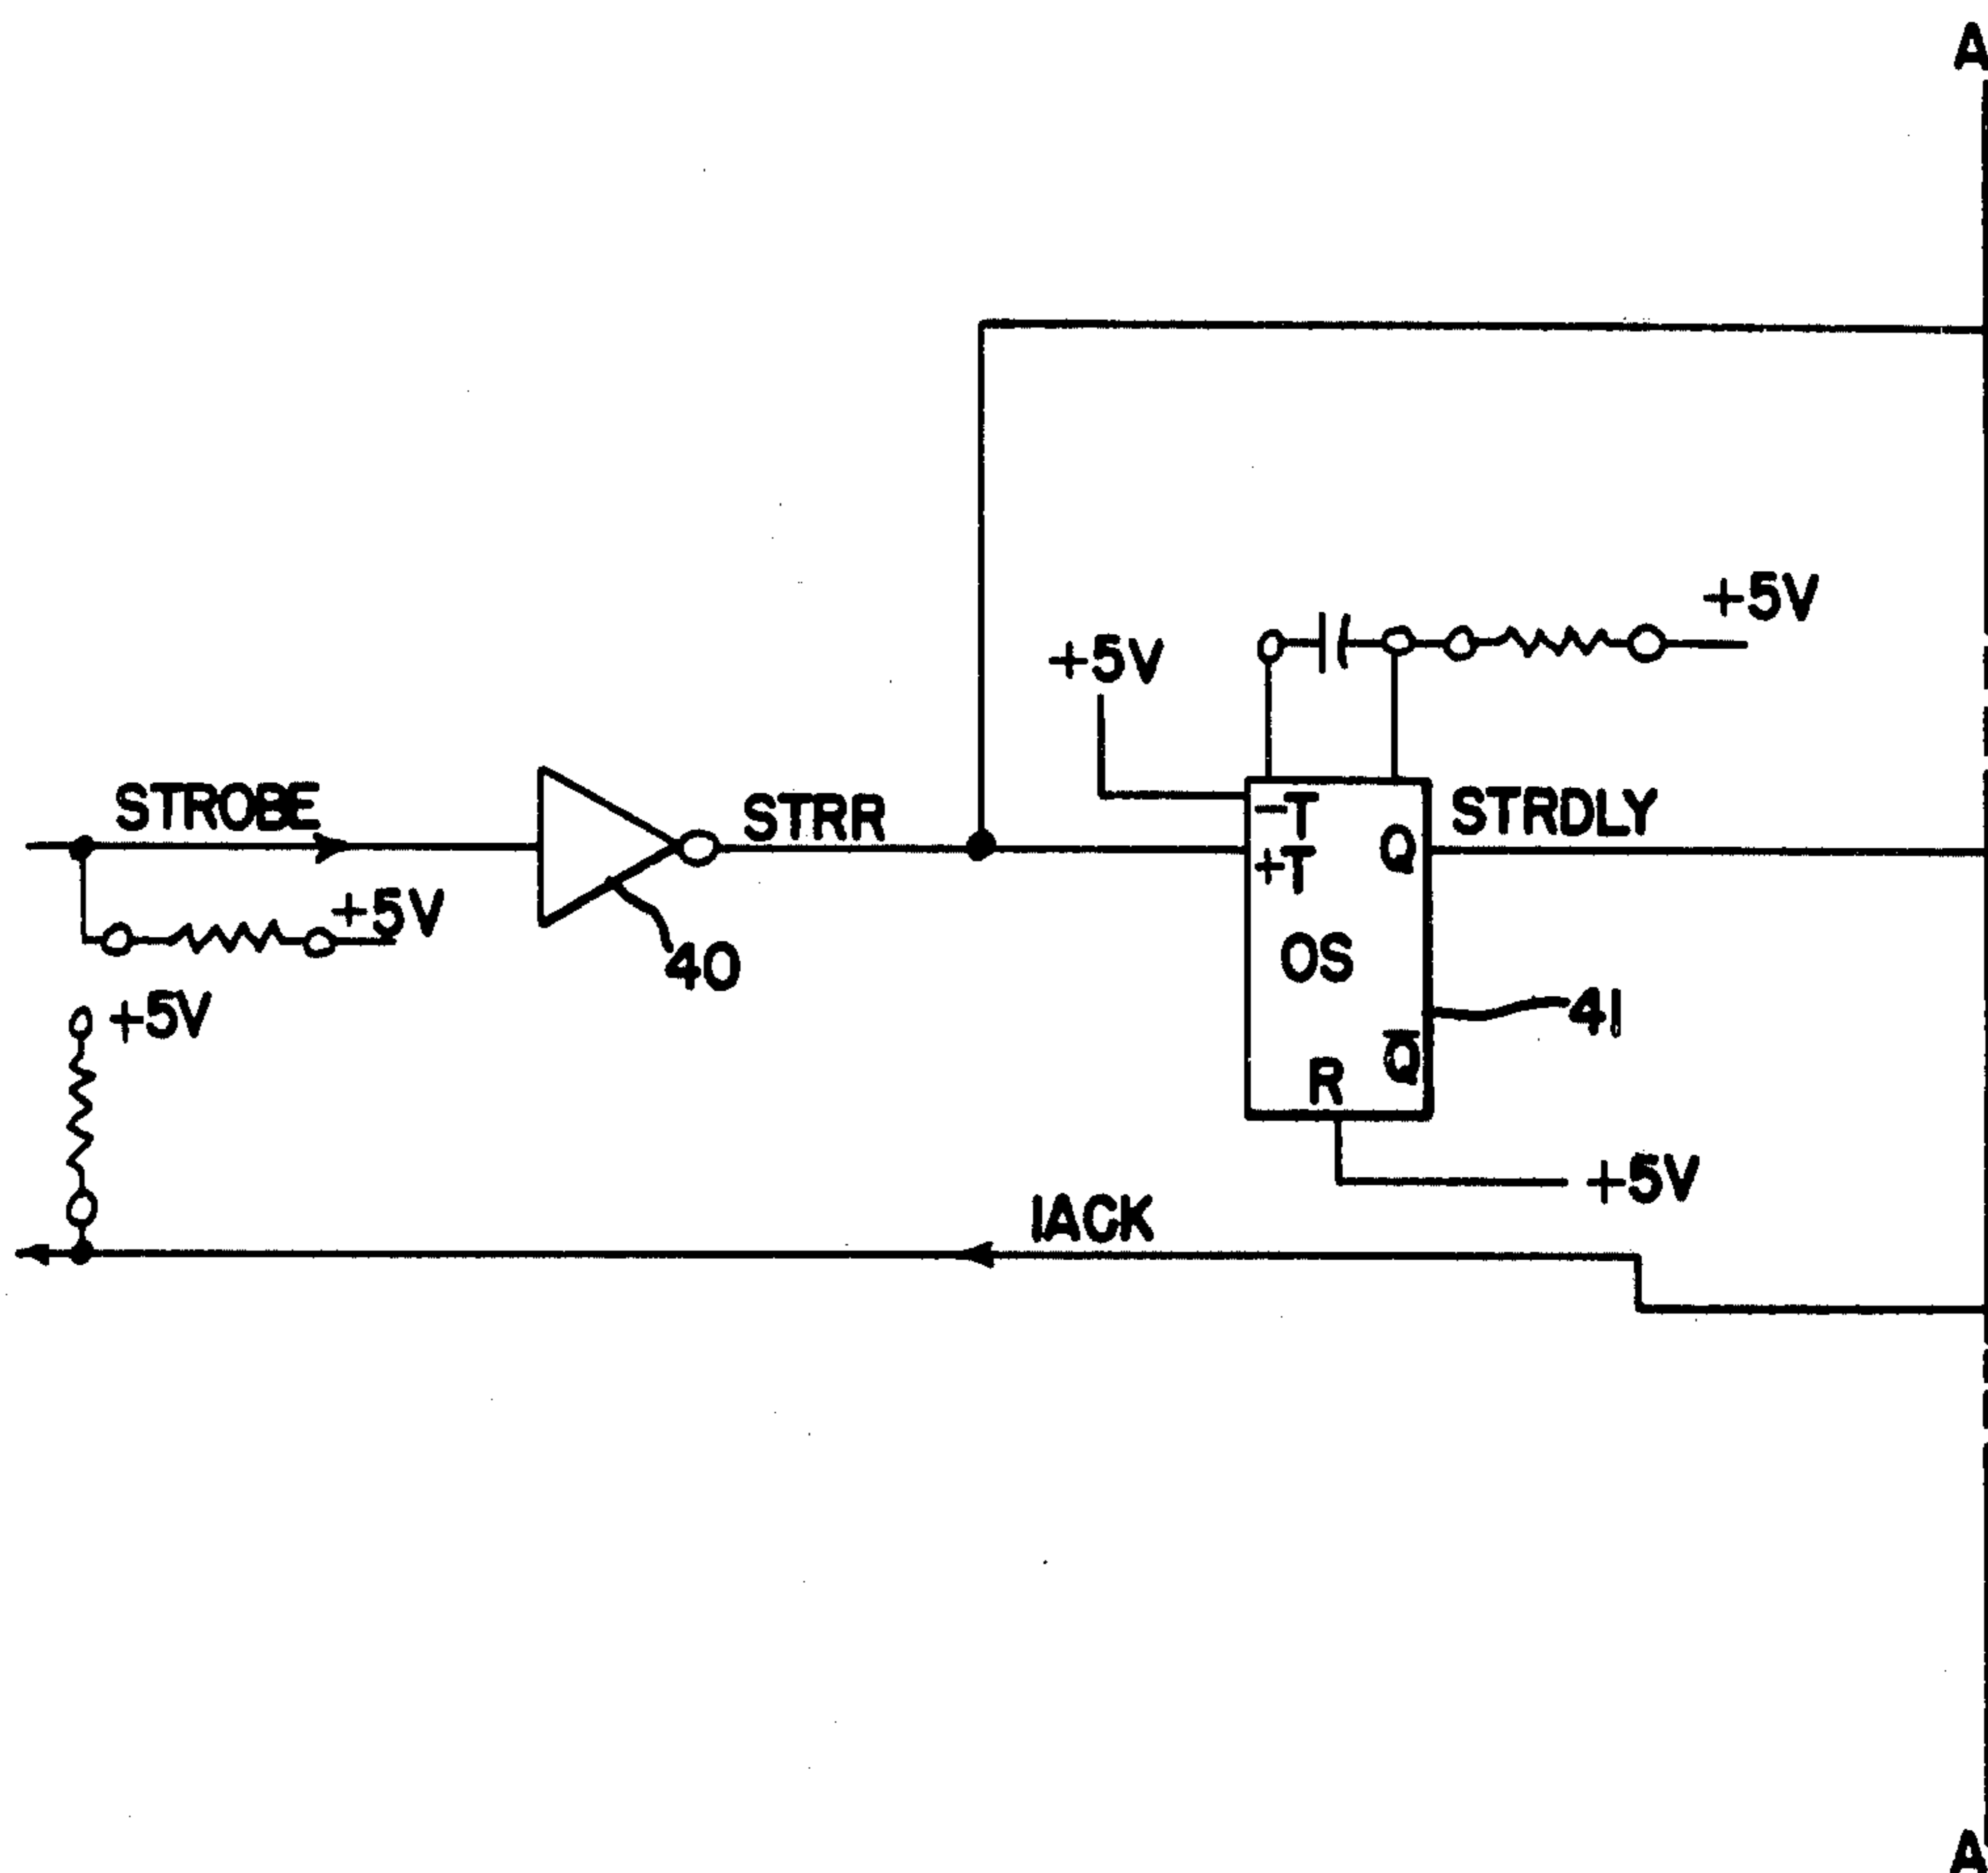 A
+5V
+5V
STROBE
STRR
-T
Q
STRDLY
+T
+5V
40
OS
+5V
41
Q̅
R
+5V
IACK
A